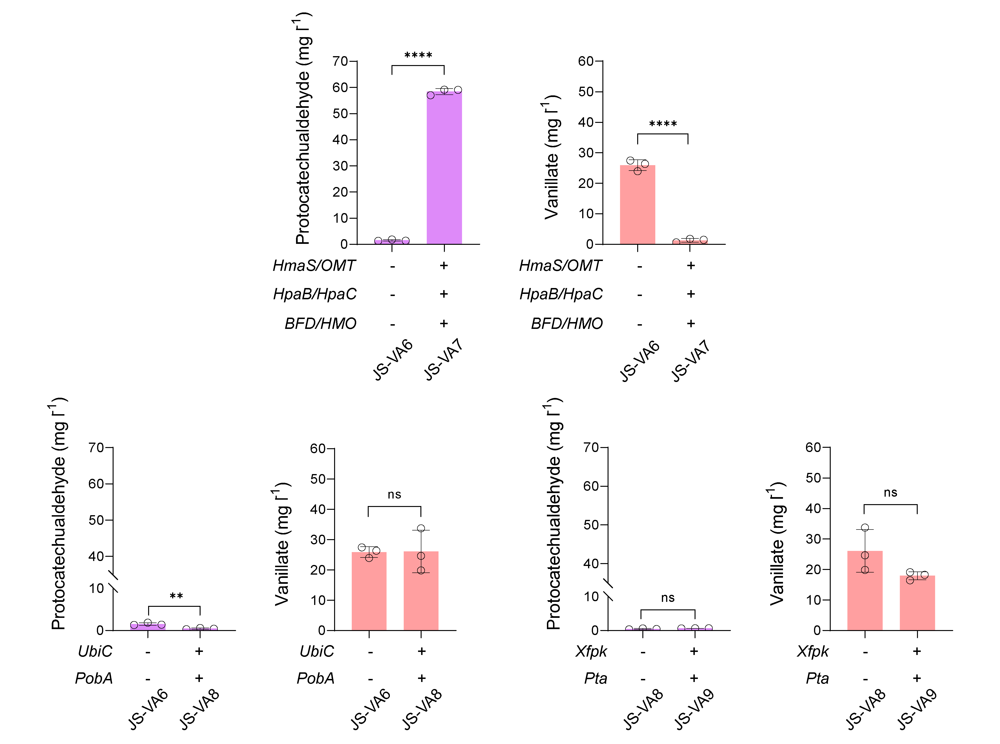 Protocatechualdehyde (mg l⁻¹)
70
60
50
40
30
20
10
0
****
HmaS/OMT - +
HpaB/HpaC - +
BFD/HMO - +
JS-VA6 JS-VA7
Vanillate (mg l⁻¹)
60
50
40
30
20
10
0
****
HmaS/OMT - +
HpaB/HpaC - +
BFD/HMO - +
JS-VA6 JS-VA7
Protocatechualdehyde (mg l⁻¹)
70
60
50
40
10
0
**
UbiC - +
PobA - +
JS-VA6 JS-VA8
Vanillate (mg l⁻¹)
60
50
40
30
20
10
0
ns
UbiC - +
PobA - +
JS-VA6 JS-VA8
Protocatechualdehyde (mg l⁻¹)
70
60
50
40
10
0
ns
Xfpk - +
Pta - +
JS-VA8 JS-VA9
Vanillate (mg l⁻¹)
60
50
40
30
20
10
0
ns
Xfpk - +
Pta - +
JS-VA8 JS-VA9